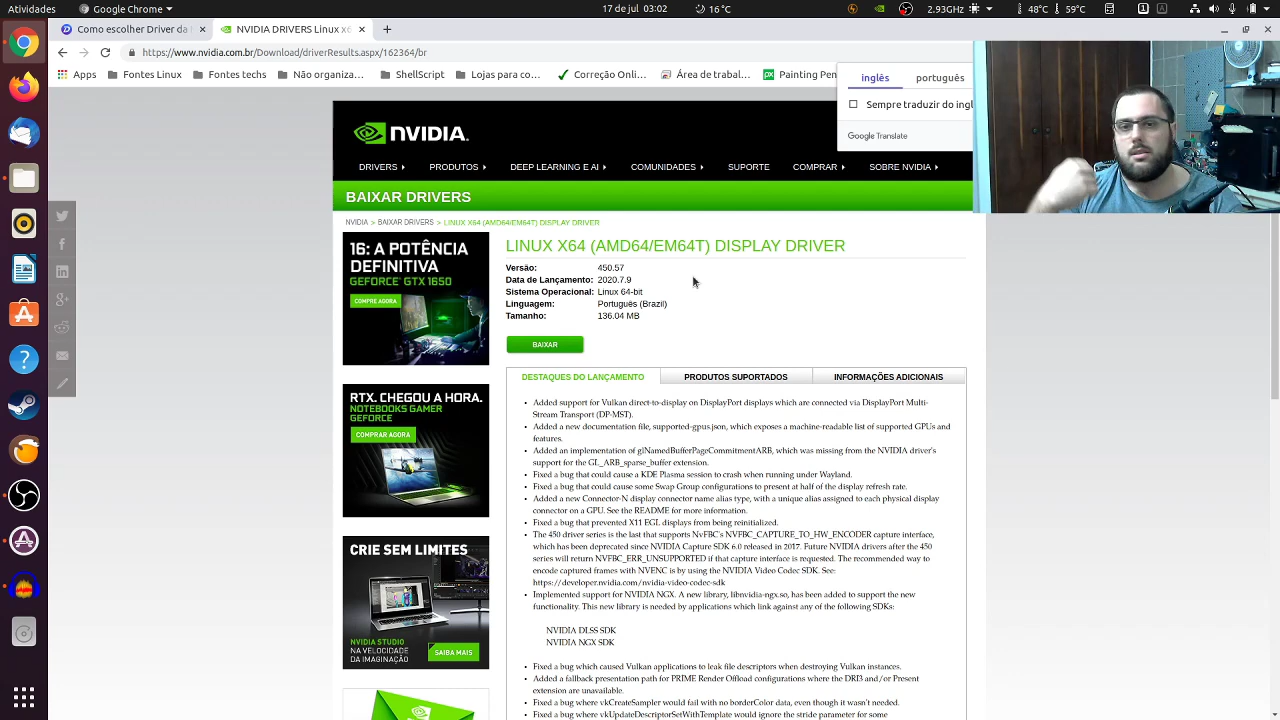 Google Chrome
17 de ago 03:02
16 °C
93%
1
A
Como escolher Driver da
NVIDIA DRIVERS Linux x6
https://www.nvidia.com.br/Download/driverResults.aspx/162364/br
Apps
Fontes Linux
Fontes techs
Não organiza…
ShellScript
Lojas para co…
Correção Onli…
Área de trabal…
px
Painting Pen
inglês
português
Sempre traduzir do ingl
Google Translate
NVIDIA.
DRIVERS
PRODUTOS
DEEP LEARNING E AI
COMUNIDADES
SUPORTE
COMPRAR
SOBRE NVIDIA
BAIXAR DRIVERS
NVIDIA > BAIXAR DRIVERS > LINUX X64 (AMD64/EM64T) DISPLAY DRIVER
16: A POTÊNCIA
DEFINITIVA
GEFORCE® GTX 1650
COMPRE AGORA
RTX. CHEGOU A HORA.
NOTEBOOKS GAMER
GEFORCE
COMPRAR AGORA
CRIE SEM LIMITES
NVIDIA STUDIO
NA VELOCIDADE
DA IMAGINAÇÃO
SAIBA MAIS
LINUX X64 (AMD64/EM64T) DISPLAY DRIVER
Versão: 450.57
Data de Lançamento: 2020.7.9
Sistema Operacional: Linux 64-bit
Linguagem: Português (Brazil)
Tamanho: 136.04 MB
BAIXAR
DESTAQUES DO LANÇAMENTO
PRODUTOS SUPORTADOS
INFORMAÇÕES ADICIONAIS
• Added support for Vulkan direct-to-display on DisplayPort displays which are connected via DisplayPort Multi-
Stream Transport (DP-MST).
• Added a new documentation file, supported-gpus.json, which exposes a machine-readable list of supported GPUs and
features.
• Added an implementation of glNamedBufferPageCommitmentARB, which was missing from the NVIDIA driver's
support for the GL_ARB_sparse_buffer extension.
• Fixed a bug that could cause a KDE Plasma session to crash when running under Wayland.
• Fixed a bug that could cause some Swap Group configurations to present at half of the display refresh rate.
• Added a new Connector-N display connector name alias type, with a unique alias assigned to each physical display
connector on a GPU. See the README for more information.
• Fixed a bug that prevented X11 EGL displays from being reinitialized.
• The 450 driver series is the last that supports NvFBC's NVFBC_CAPTURE_TO_HW_ENCODER capture interface,
which has been deprecated since NVIDIA Capture SDK 6.0 released in 2017. Future NVIDIA drivers after the 450
series will return NVFBC_ERR_UNSUPPORTED if that capture interface is requested. The recommended way to
encode captured frames with NVENC is by using the NVIDIA Video Codec SDK. See:
https://developer.nvidia.com/nvidia-video-codec-sdk
• Implemented support for NVIDIA NGX. A new library, libnvidia-ngx.so, has been added to support the new
functionality. This new library is needed by applications which link against any of the following SDKs:
NVIDIA DLSS SDK
NVIDIA NGX SDK
• Fixed a bug which caused Vulkan applications to leak file descriptors when destroying Vulkan instances.
• Added a fallback presentation path for PRIME Render Offload configurations where the DRI3 and/or Present
extension are unavailable.
• Fixed a bug where vkCreateSampler would fail with no borderColor data, even though it wasn't needed.
• Fixed a bug where vkUpdateDescriptorSetWithTemplate would ignore the stride parameter for some